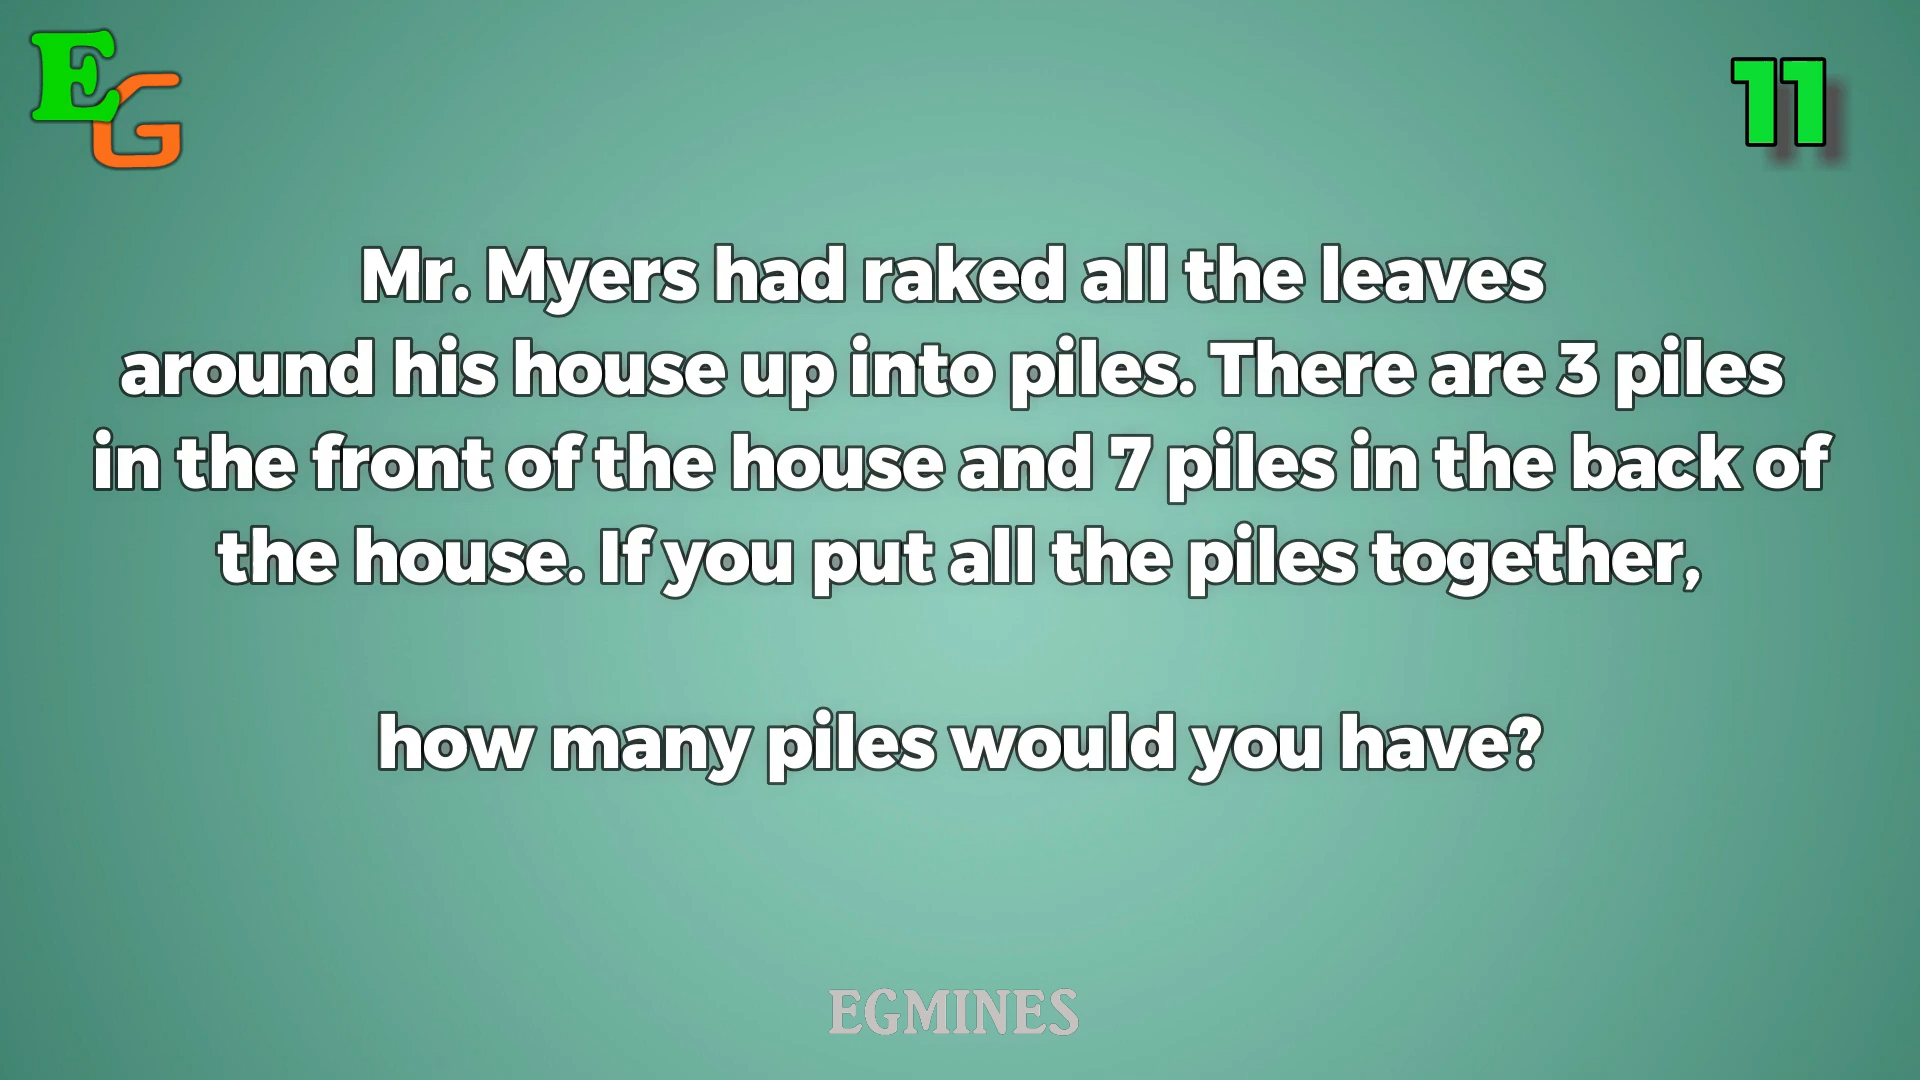 EG
11
Mr. Myers had raked all the leaves
around his house up into piles. There are 3 piles
in the front of the house and 7 piles in the back of
the house. If you put all the piles together,
how many piles would you have?
EGMINES